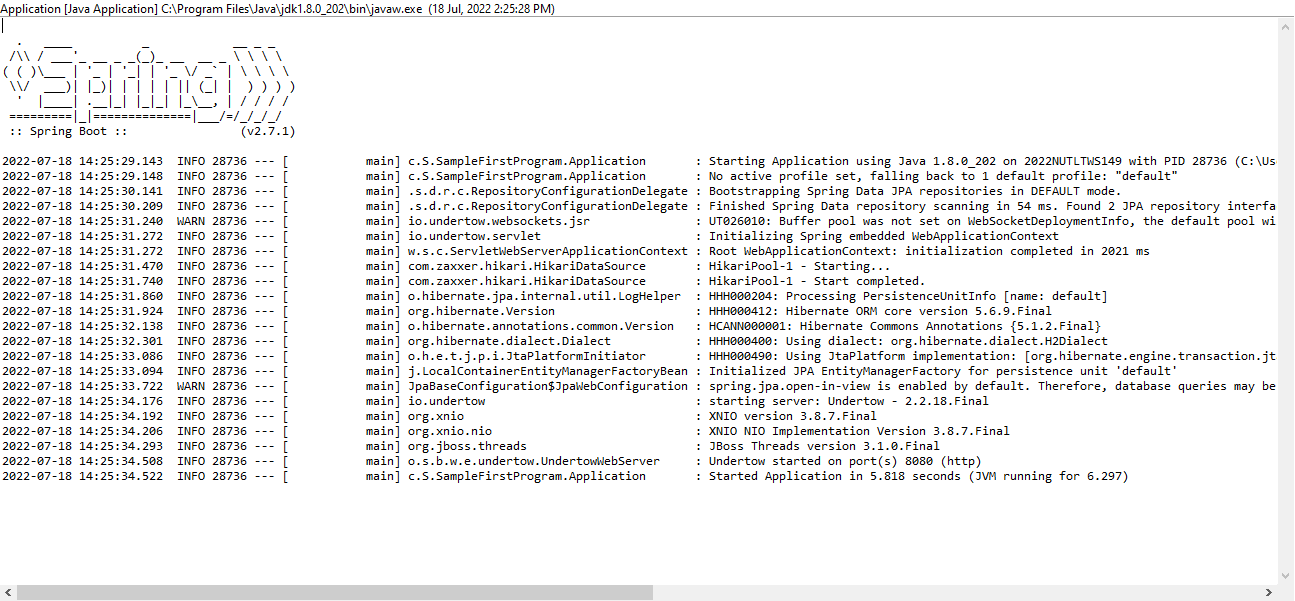 Application [Java Application] C:\Program Files\Java\jdk1.8.0_202\bin\javaw.exe (18 Jul, 2022 2:25:28 PM)
Spring
:: Spring Boot ::                (v2.7.1)
2022-07-18 14:25:29.143  INFO 28736 --- [           main] c.S.SampleFirstProgram.Application       : Starting Application using Java 1.8.0_202 on 2022NUTLTWS149 with PID 28736 (C:\Us
2022-07-18 14:25:29.148  INFO 28736 --- [           main] c.S.SampleFirstProgram.Application       : No active profile set, falling back to 1 default profile: "default"
2022-07-18 14:25:30.141  INFO 28736 --- [           main] .s.d.r.c.RepositoryConfigurationDelegate : Bootstrapping Spring Data JPA repositories in DEFAULT mode.
2022-07-18 14:25:30.209  INFO 28736 --- [           main] .s.d.r.c.RepositoryConfigurationDelegate : Finished Spring Data repository scanning in 54 ms. Found 2 JPA repository interfa
2022-07-18 14:25:31.240  WARN 28736 --- [           main] io.undertow.websockets.jsr               : UT026010: Buffer pool was not set on WebSocketDeploymentInfo, the default pool wi
2022-07-18 14:25:31.272  INFO 28736 --- [           main] io.undertow.servlet                      : Initializing Spring embedded WebApplicationContext
2022-07-18 14:25:31.272  INFO 28736 --- [           main] w.s.c.ServletWebServerApplicationContext : Root WebApplicationContext: initialization completed in 2021 ms
2022-07-18 14:25:31.470  INFO 28736 --- [           main] com.zaxxer.hikari.HikariDataSource       : HikariPool-1 - Starting...
2022-07-18 14:25:31.740  INFO 28736 --- [           main] com.zaxxer.hikari.HikariDataSource       : HikariPool-1 - Start completed.
2022-07-18 14:25:31.860  INFO 28736 --- [           main] o.hibernate.jpa.internal.util.LogHelper  : HHH000204: Processing PersistenceUnitInfo [name: default]
2022-07-18 14:25:31.924  INFO 28736 --- [           main] org.hibernate.Version                    : HHH000412: Hibernate ORM core version 5.6.9.Final
2022-07-18 14:25:32.138  INFO 28736 --- [           main] o.hibernate.annotations.common.Version   : HCANN000001: Hibernate Commons Annotations {5.1.2.Final}
2022-07-18 14:25:32.301  INFO 28736 --- [           main] org.hibernate.dialect.Dialect            : HHH000400: Using dialect: org.hibernate.dialect.H2Dialect
2022-07-18 14:25:33.086  INFO 28736 --- [           main] o.h.e.t.j.p.i.JtaPlatformInitiator       : HHH000490: Using JtaPlatform implementation: [org.hibernate.engine.transaction.jt
2022-07-18 14:25:33.094  INFO 28736 --- [           main] j.LocalContainerEntityManagerFactoryBean : Initialized JPA EntityManagerFactory for persistence unit 'default'
2022-07-18 14:25:33.722  WARN 28736 --- [           main] JpaBaseConfiguration$JpaWebConfiguration : spring.jpa.open-in-view is enabled by default. Therefore, database queries may be
2022-07-18 14:25:34.176  INFO 28736 --- [           main] io.undertow                              : starting server: Undertow - 2.2.18.Final
2022-07-18 14:25:34.192  INFO 28736 --- [           main] org.xnio                                 : XNIO version 3.8.7.Final
2022-07-18 14:25:34.206  INFO 28736 --- [           main] org.xnio.nio                             : XNIO NIO Implementation Version 3.8.7.Final
2022-07-18 14:25:34.293  INFO 28736 --- [           main] org.jboss.threads                        : JBoss Threads version 3.1.0.Final
2022-07-18 14:25:34.508  INFO 28736 --- [           main] o.s.b.w.e.undertow.UndertowWebServer     : Undertow started on port(s) 8080 (http)
2022-07-18 14:25:34.522  INFO 28736 --- [           main] c.S.SampleFirstProgram.Application       : Started Application in 5.818 seconds (JVM running for 6.297)